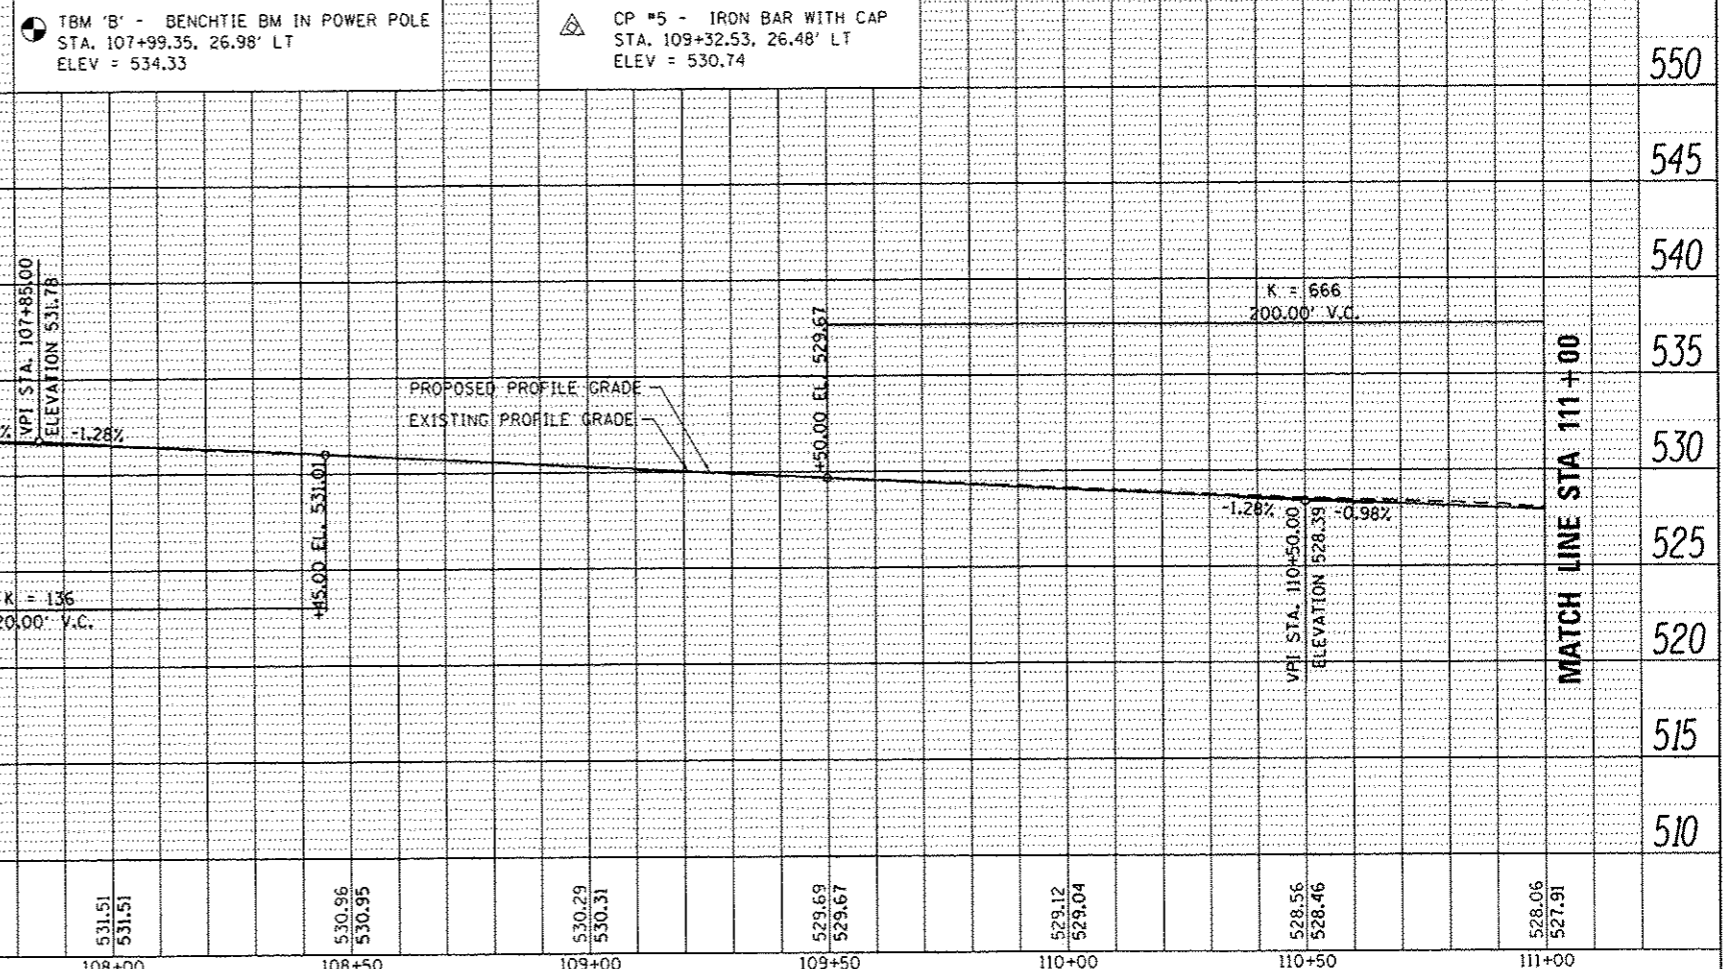 TBM 'B' - BENCHTIE BM IN POWER POLE
STA. 107+99.35, 26.98' LT
ELEV = 534.33
CP #5 - IRON BAR WITH CAP
STA. 109+32.53, 26.48' LT
ELEV = 530.74
550
545
540
535
530
525
520
515
510
VPI STA. 107+85.00
ELEVATION 531.78
%
-1.28%
+45.00 EL. 531.01
K = 136
20.00' V.C.
PROPOSED PROFILE GRADE
EXISTING PROFILE GRADE
+50.00 EL. 529.67
K = 666
200.00' V.C.
-1.28%
-0.98%
VPI STA. 110+50.00
ELEVATION 528.39
MATCH LINE STA 111+00
531.51
531.51
530.96
530.95
530.29
530.31
529.69
529.67
529.12
529.04
528.56
528.46
528.06
527.91
108+00
108+50
109+00
109+50
110+00
110+50
111+00